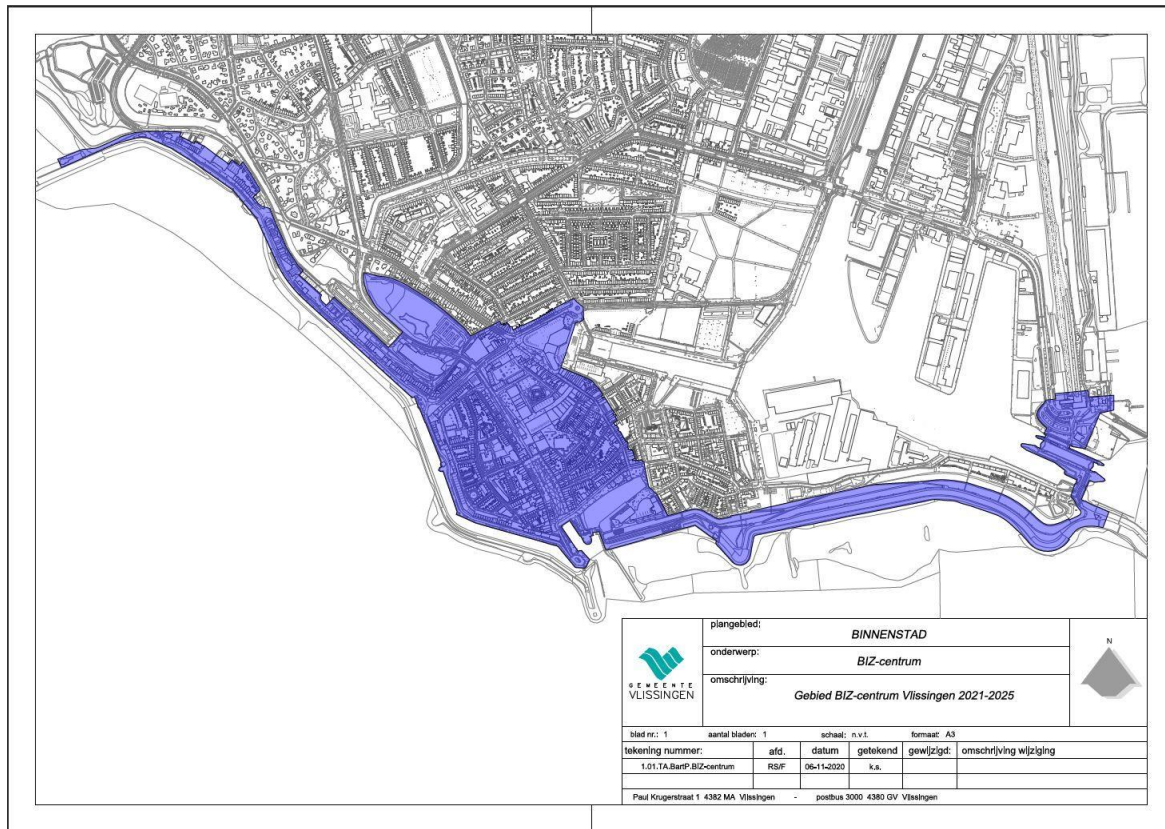 plangebied:
BINNENSTAD
onderwerp:
BIZ-centrum
omschrijving:
Gebied BIZ-centrum Vlissingen 2021-2025
N
GEMEENTE
VLISSINGEN
blad nr.: 1 aantal bladen: 1 schaal: n.v.t. formaat: A3
tekening nummer: afd. datum getekend gewijzigd: omschrijving wijziging
1.01.TA.BartP.BIZ-centrum RS/F 06-11-2020 k.s.
Paul Krugerstraat 1 4382 MA Vlissingen - postbus 3000 4380 GV Vlissingen